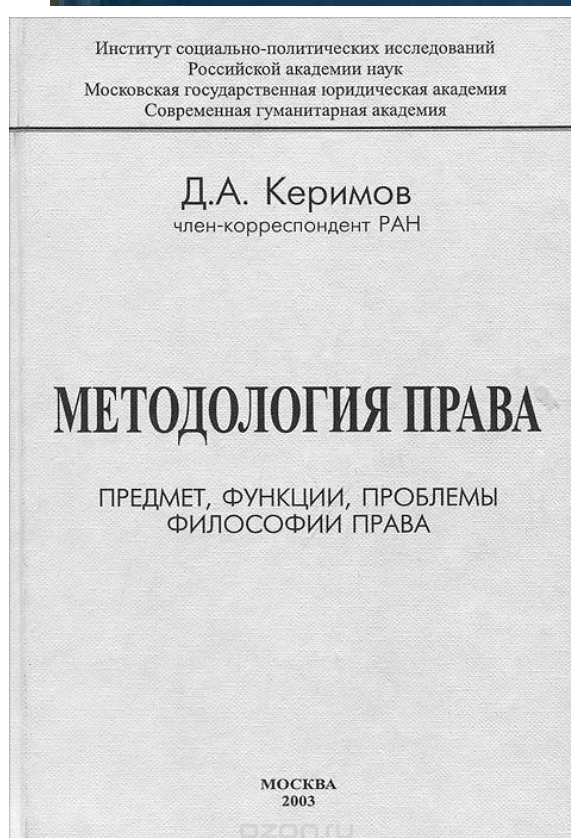 Институт социально-политических исследований
Российской академии наук
Московская государственная юридическая академия
Современная гуманитарная академия
Д.А. Керимов
член-корреспондент РАН
МЕТОДОЛОГИЯ ПРАВА
ПРЕДМЕТ, ФУНКЦИИ, ПРОБЛЕМЫ
ФИЛОСОФИИ ПРАВА
МОСКВА
2003
ozon.ru